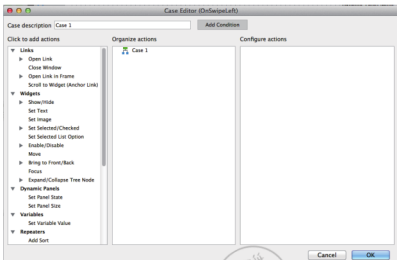 Case Editor (OnSwipeLeft)
Case description Case 1 Add Condition
Click to add actions
Links
Open Link
Close Window
Open Link in Frame
Scroll to Widget (Anchor Link)
Widgets
Show/Hide
Set Text
Set Image
Set Selected/Checked
Set Selected List Option
Enable/Disable
Move
Bring to Front/Back
Focus
Expand/Collapse Tree Node
Dynamic Panels
Set Panel State
Set Panel Size
Variables
Set Variable Value
Repeaters
Add Sort
Organize actions
Case 1
Configure actions
Cancel OK